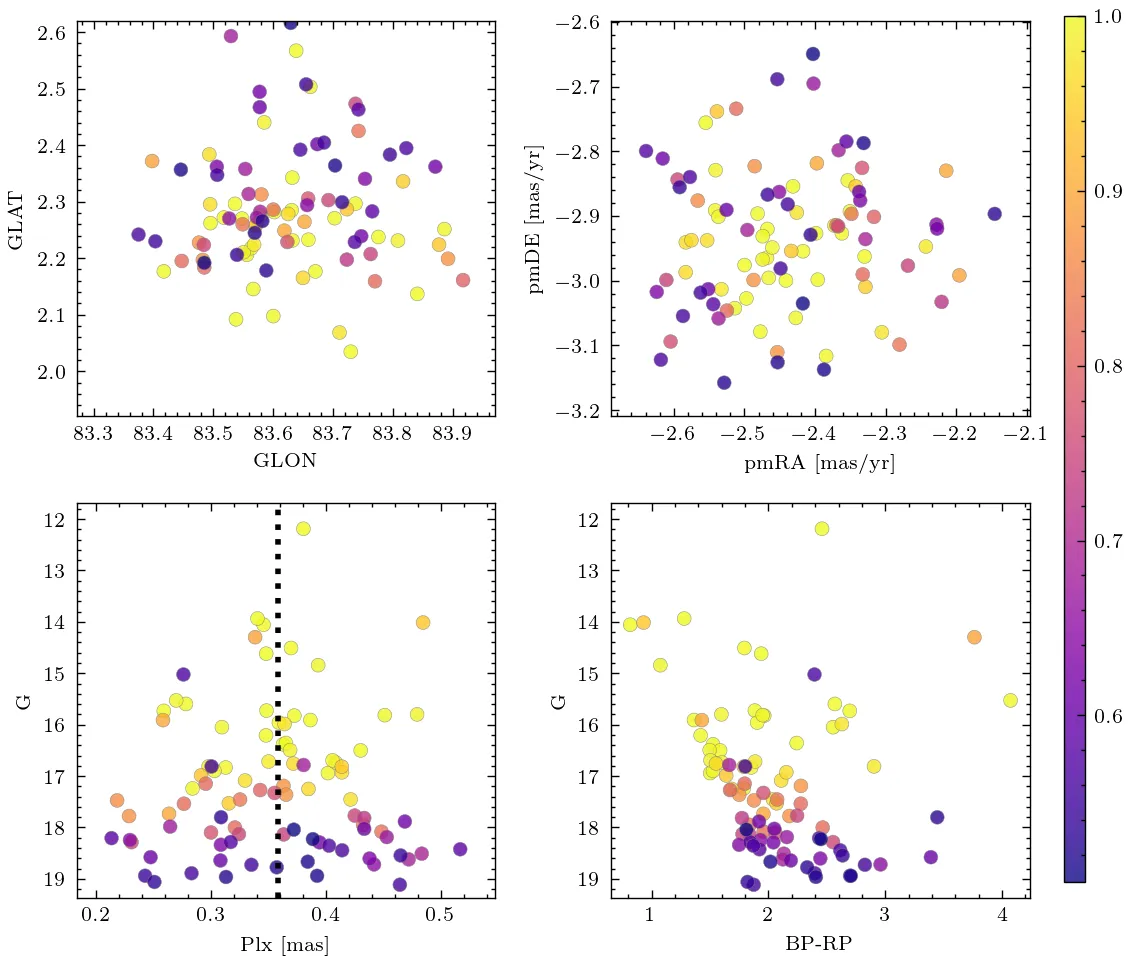 2.6
2.5
2.4
2.3
2.2
2.1
2.0
GLAT
83.3 83.4 83.5 83.6 83.7 83.8 83.9
GLON
−2.6
−2.7
−2.8
−2.9
−3.0
−3.1
−3.2
pmDE [mas/yr]
−2.6 −2.5 −2.4 −2.3 −2.2 −2.1
pmRA [mas/yr]
1.0
0.9
0.8
0.7
0.6
12
13
14
15
16
17
18
19
G
0.2 0.3 0.4 0.5
Plx [mas]
12
13
14
15
16
17
18
19
G
1 2 3 4
BP-RP